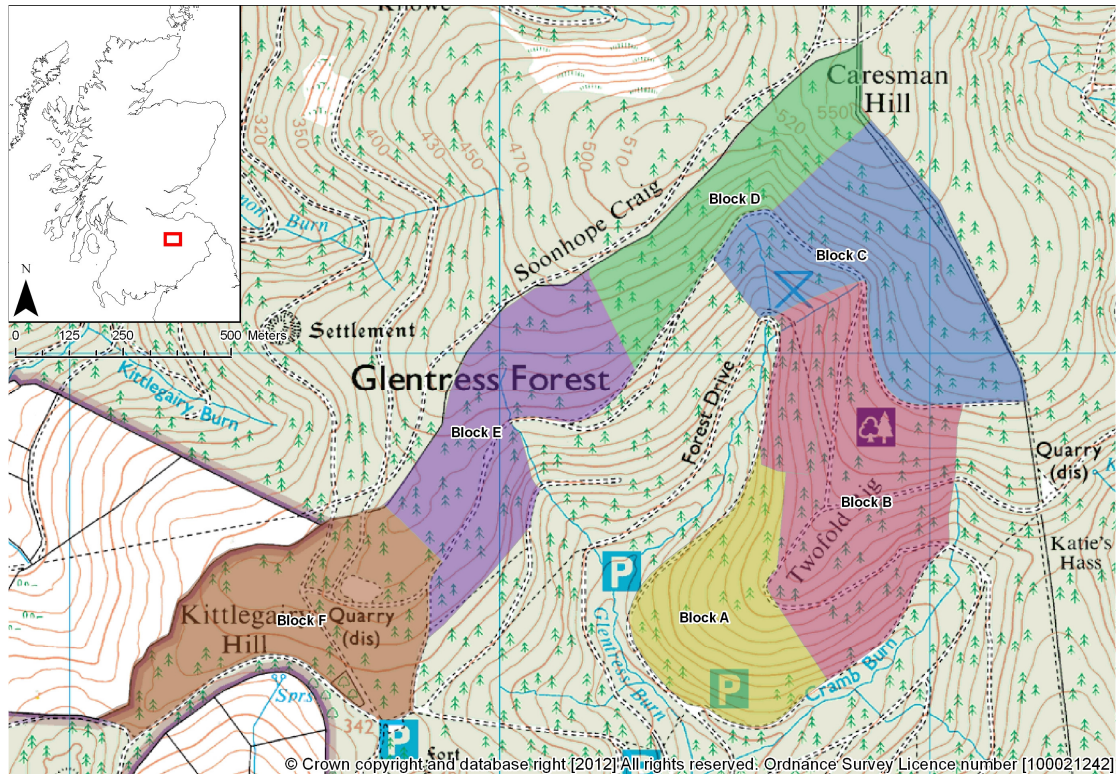 Knowe
N
0 125 250 500 Meters
320
350
400
430
450
470
500
510
520
550
Caresman
Hill
Burn
Block D
Soonhope Craig
Block C
Settlement
Glentress Forest
Kittlegairy Burn
Forest Drive
Block E
Quarry
(dis)
Block B
Twofold Craig
Katie's
Hass
P
Kittlegairy
Hill
Block F
Quarry
(dis)
Block A
Glentress Burn
Cramb Burn
P
Sprs
342
P
Fort
© Crown copyright and database right [2012] All rights reserved. Ordnance Survey Licence number [100021242]